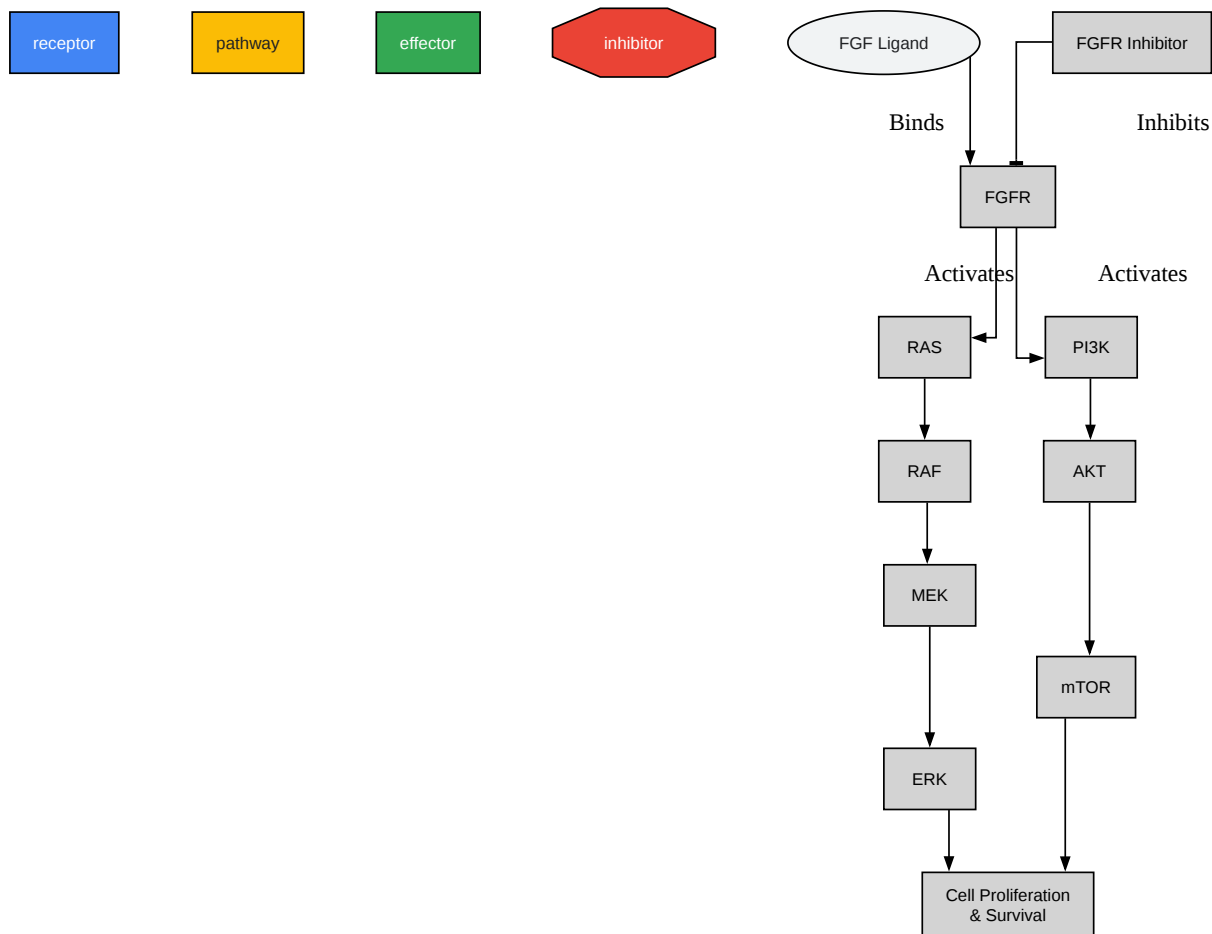 receptor
pathway
effector
inhibitor
FGF Ligand
FGFR Inhibitor
Binds
Inhibits
FGFR
Activates
Activates
RAS
PI3K
RAF
AKT
MEK
mTOR
ERK
Cell Proliferation
& Survival